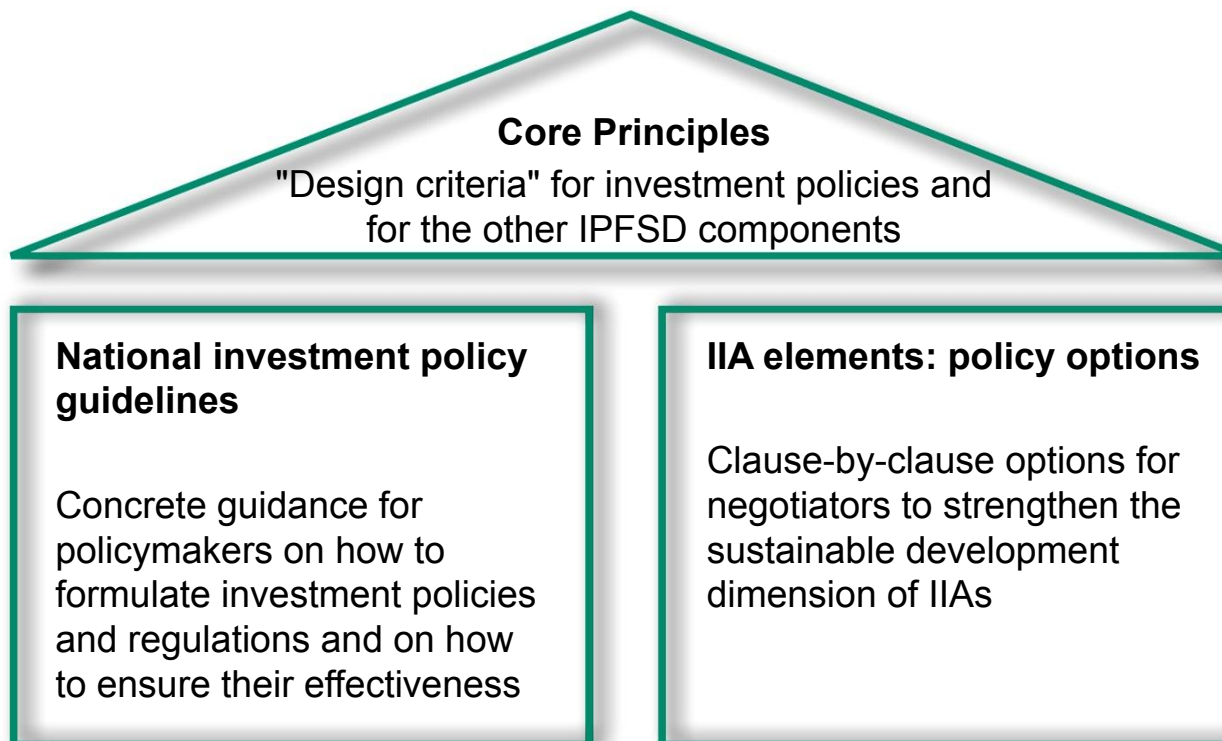 Core Principles
"Design criteria" for investment policies and
for the other IPFSD components
National investment policy
guidelines
Concrete guidance for
policymakers on how to
formulate investment policies
and regulations and on how
to ensure their effectiveness
IIA elements: policy options
Clause-by-clause options for
negotiators to strengthen the
sustainable development
dimension of IIAs